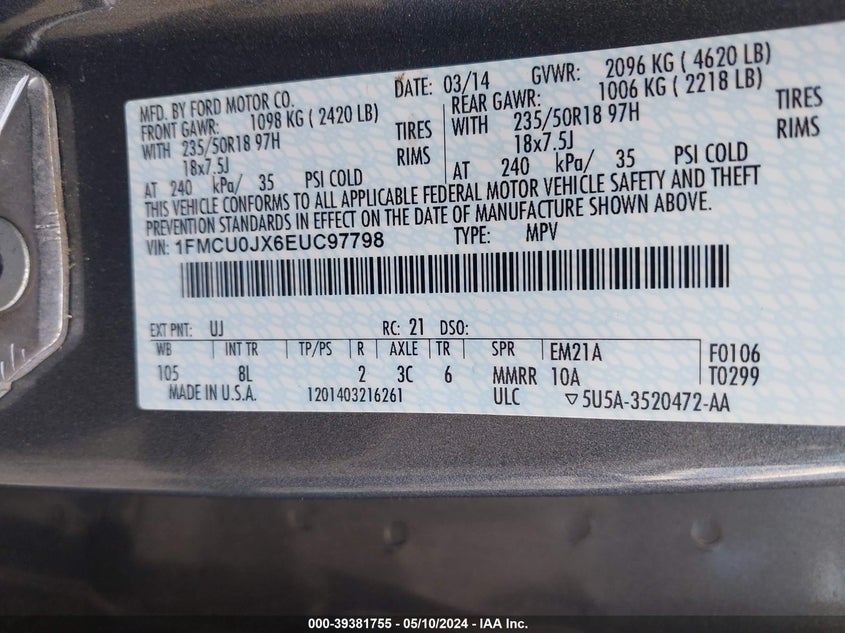 MFD. BY FORD MOTOR CO. DATE: 03/14 GVWR: 2096 KG ( 4620 LB)
FRONT GAWR: 1098 KG ( 2420 LB) REAR GAWR: 1006 KG ( 2218 LB)
WITH 235/50R18 97H TIRES WITH 235/50R18 97H TIRES
18x7.5J RIMS 18x7.5J RIMS
AT 240 kPa/ 35 PSI COLD AT 240 kPa/ 35 PSI COLD
THIS VEHICLE CONFORMS TO ALL APPLICABLE FEDERAL MOTOR VEHICLE SAFETY AND THEFT
PREVENTION STANDARDS IN EFFECT ON THE DATE OF MANUFACTURE SHOWN ABOVE.
VIN: 1FMCU0JX6EUC97798 TYPE: MPV
EXT PNT: UJ RC: 21 DSO:
WB INT TR TP/PS R AXLE TR SPR EM21A F0106
105 8L 2 3C 6 MMRR 10A T0299
MADE IN U.S.A. 1201403216261 ULC ▽5U5A-3520472-AA
000-39381755 - 05/10/2024 - IAA Inc.